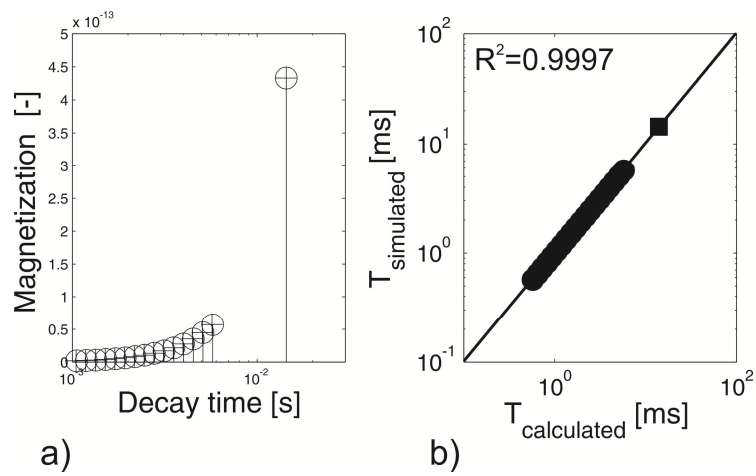 x 10^-13
5
4.5
4
3.5
3
2.5
2
1.5
1
0.5
0
10^-3
10^-2
Magnetization [-]
Decay time [s]
a)
R^2=0.9997
10^2
10^1
10^0
10^-1
10^0
10^2
T_simulated [ms]
T_calculated [ms]
b)